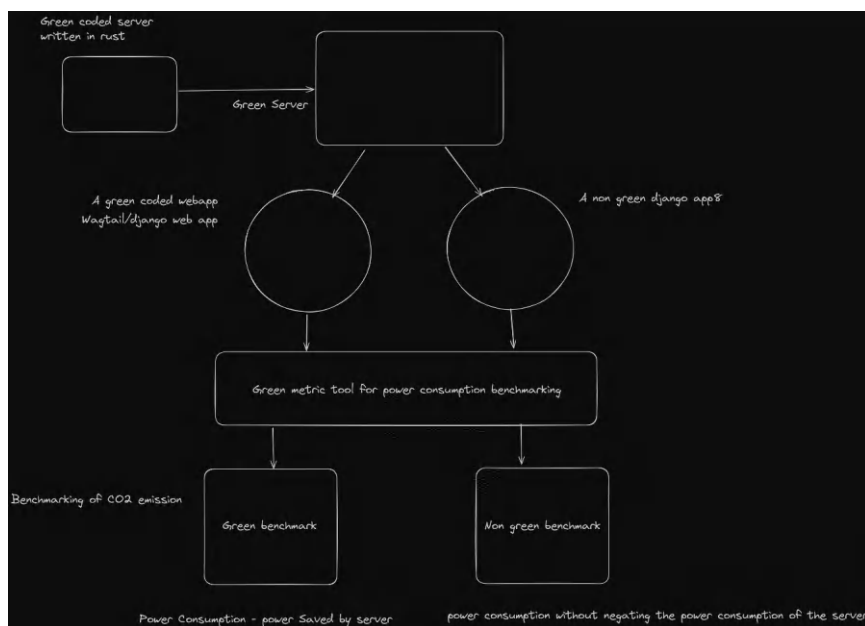 Green coded server
written in rust
Green Server
A green coded webapp
Wagtail/django web app
A non green django app8
Green metric tool for power consumption benchmarking
Benchmarking of CO2 emission
Green benchmark
Non green benchmark
Power Consumption - power Saved by server
power consumption without negating the power consumption of the server